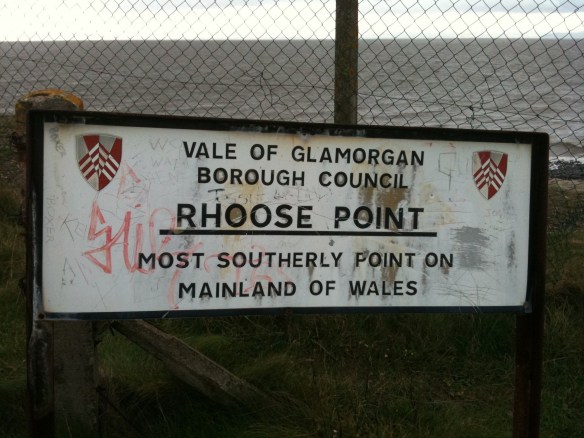 VALE OF GLAMORGAN
BOROUGH COUNCIL
RHOOSE POINT
MOST SOUTHERLY POINT ON
MAINLAND OF WALES